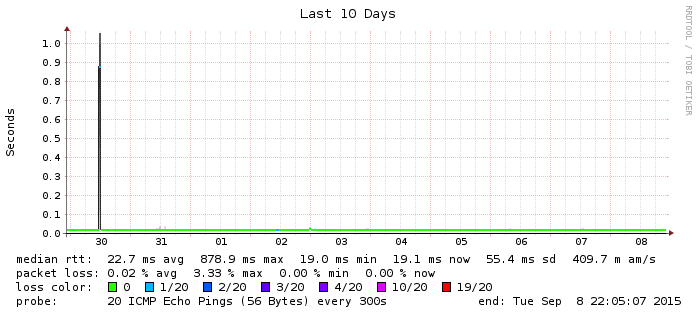 Last 10 Days
RRDTOOL / TOBI OETIKER
Seconds
1.0
0.9
0.8
0.7
0.6
0.5
0.4
0.3
0.2
0.1
0.0
30 31 01 02 03 04 05 06 07 08
median rtt: 22.7 ms avg 878.9 ms max 19.0 ms min 19.1 ms now 55.4 ms sd 409.7 m am/s
packet loss: 0.02 % avg 3.33 % max 0.00 % min 0.00 % now
loss color: 0 1/20 2/20 3/20 4/20 10/20 19/20
probe: 20 ICMP Echo Pings (56 Bytes) every 300s end: Tue Sep 8 22:05:07 2015